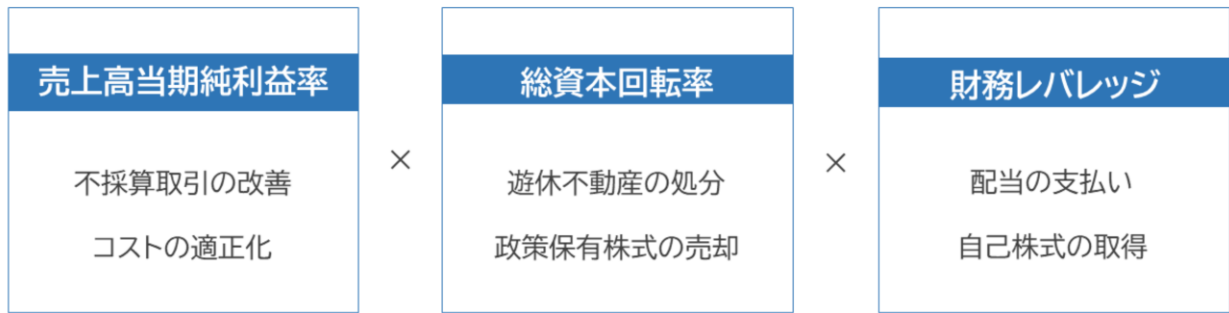 売上高当期純利益率
不採算取引の改善
コストの適正化
×
総資本回転率
遊休不動産の処分
政策保有株式の売却
×
財務レバレッジ
配当の支払い
自己株式の取得